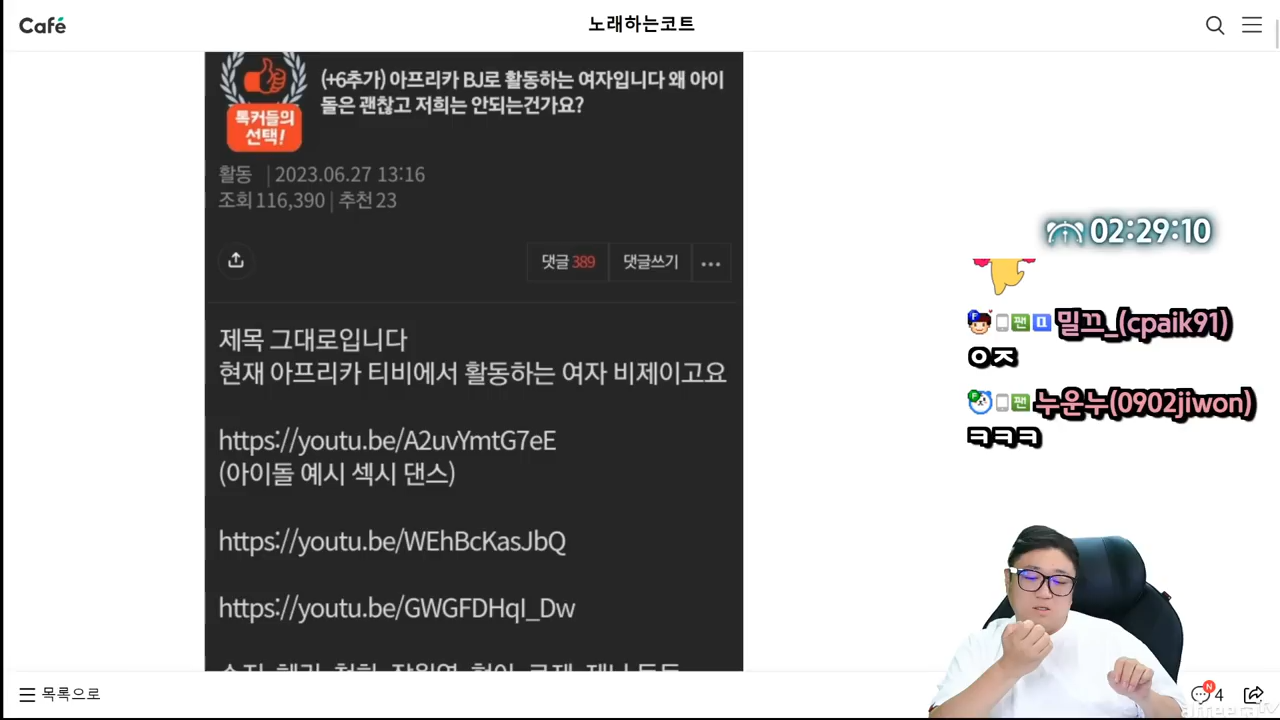 Café
노래하는코트
(+6추가) 아프리카 BJ로 활동하는 여자입니다 왜 아이
돌은 괜찮고 저희는 안되는건가요?
톡커들의
선택!
활동 | 2023.06.27 13:16
조회 116,390 | 추천 23
댓글 389 댓글쓰기 ...
제목 그대로입니다
현재 아프리카 티비에서 활동하는 여자 비제이고요
https://youtu.be/A2uvYmtG7eE
(아이돌 예시 섹시 댄스)
https://youtu.be/WEhBcKasJbQ
https://youtu.be/GWGFDHqI_Dw
02:29:10
F 팬 n 밀끄_(cpaik91)
ㅇㅈ
F 팬 누운누(0902jiwon)
ㅋㅋㅋ
목록으로
N
4
afreecaTV